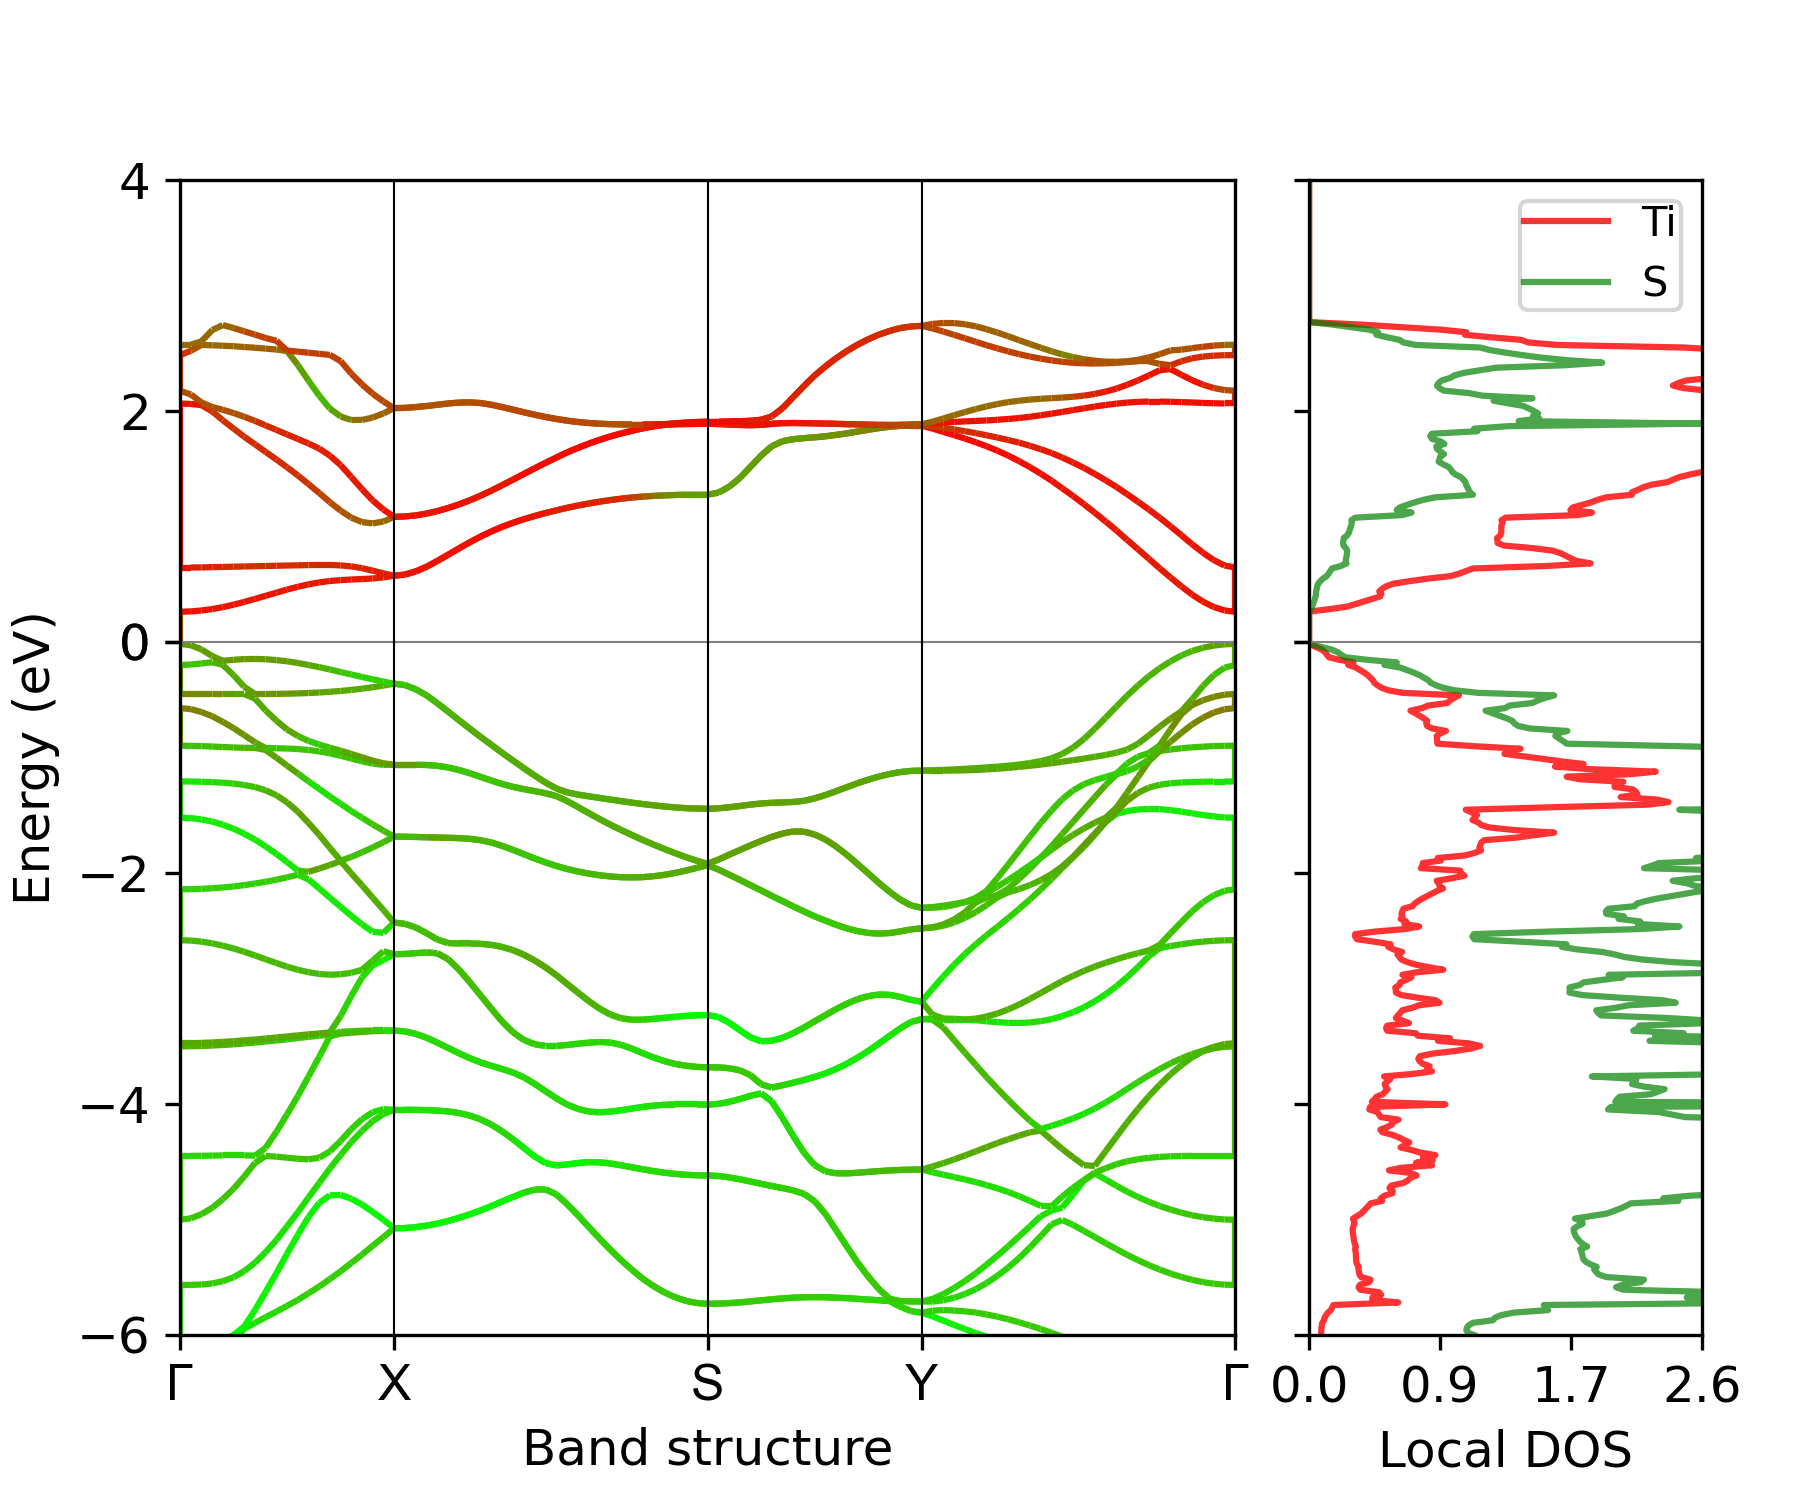 4
2
0
−2
−4
−6
Energy (eV)
Γ X S Y Γ
Band structure
Ti
S
0.0 0.9 1.7 2.6
Local DOS